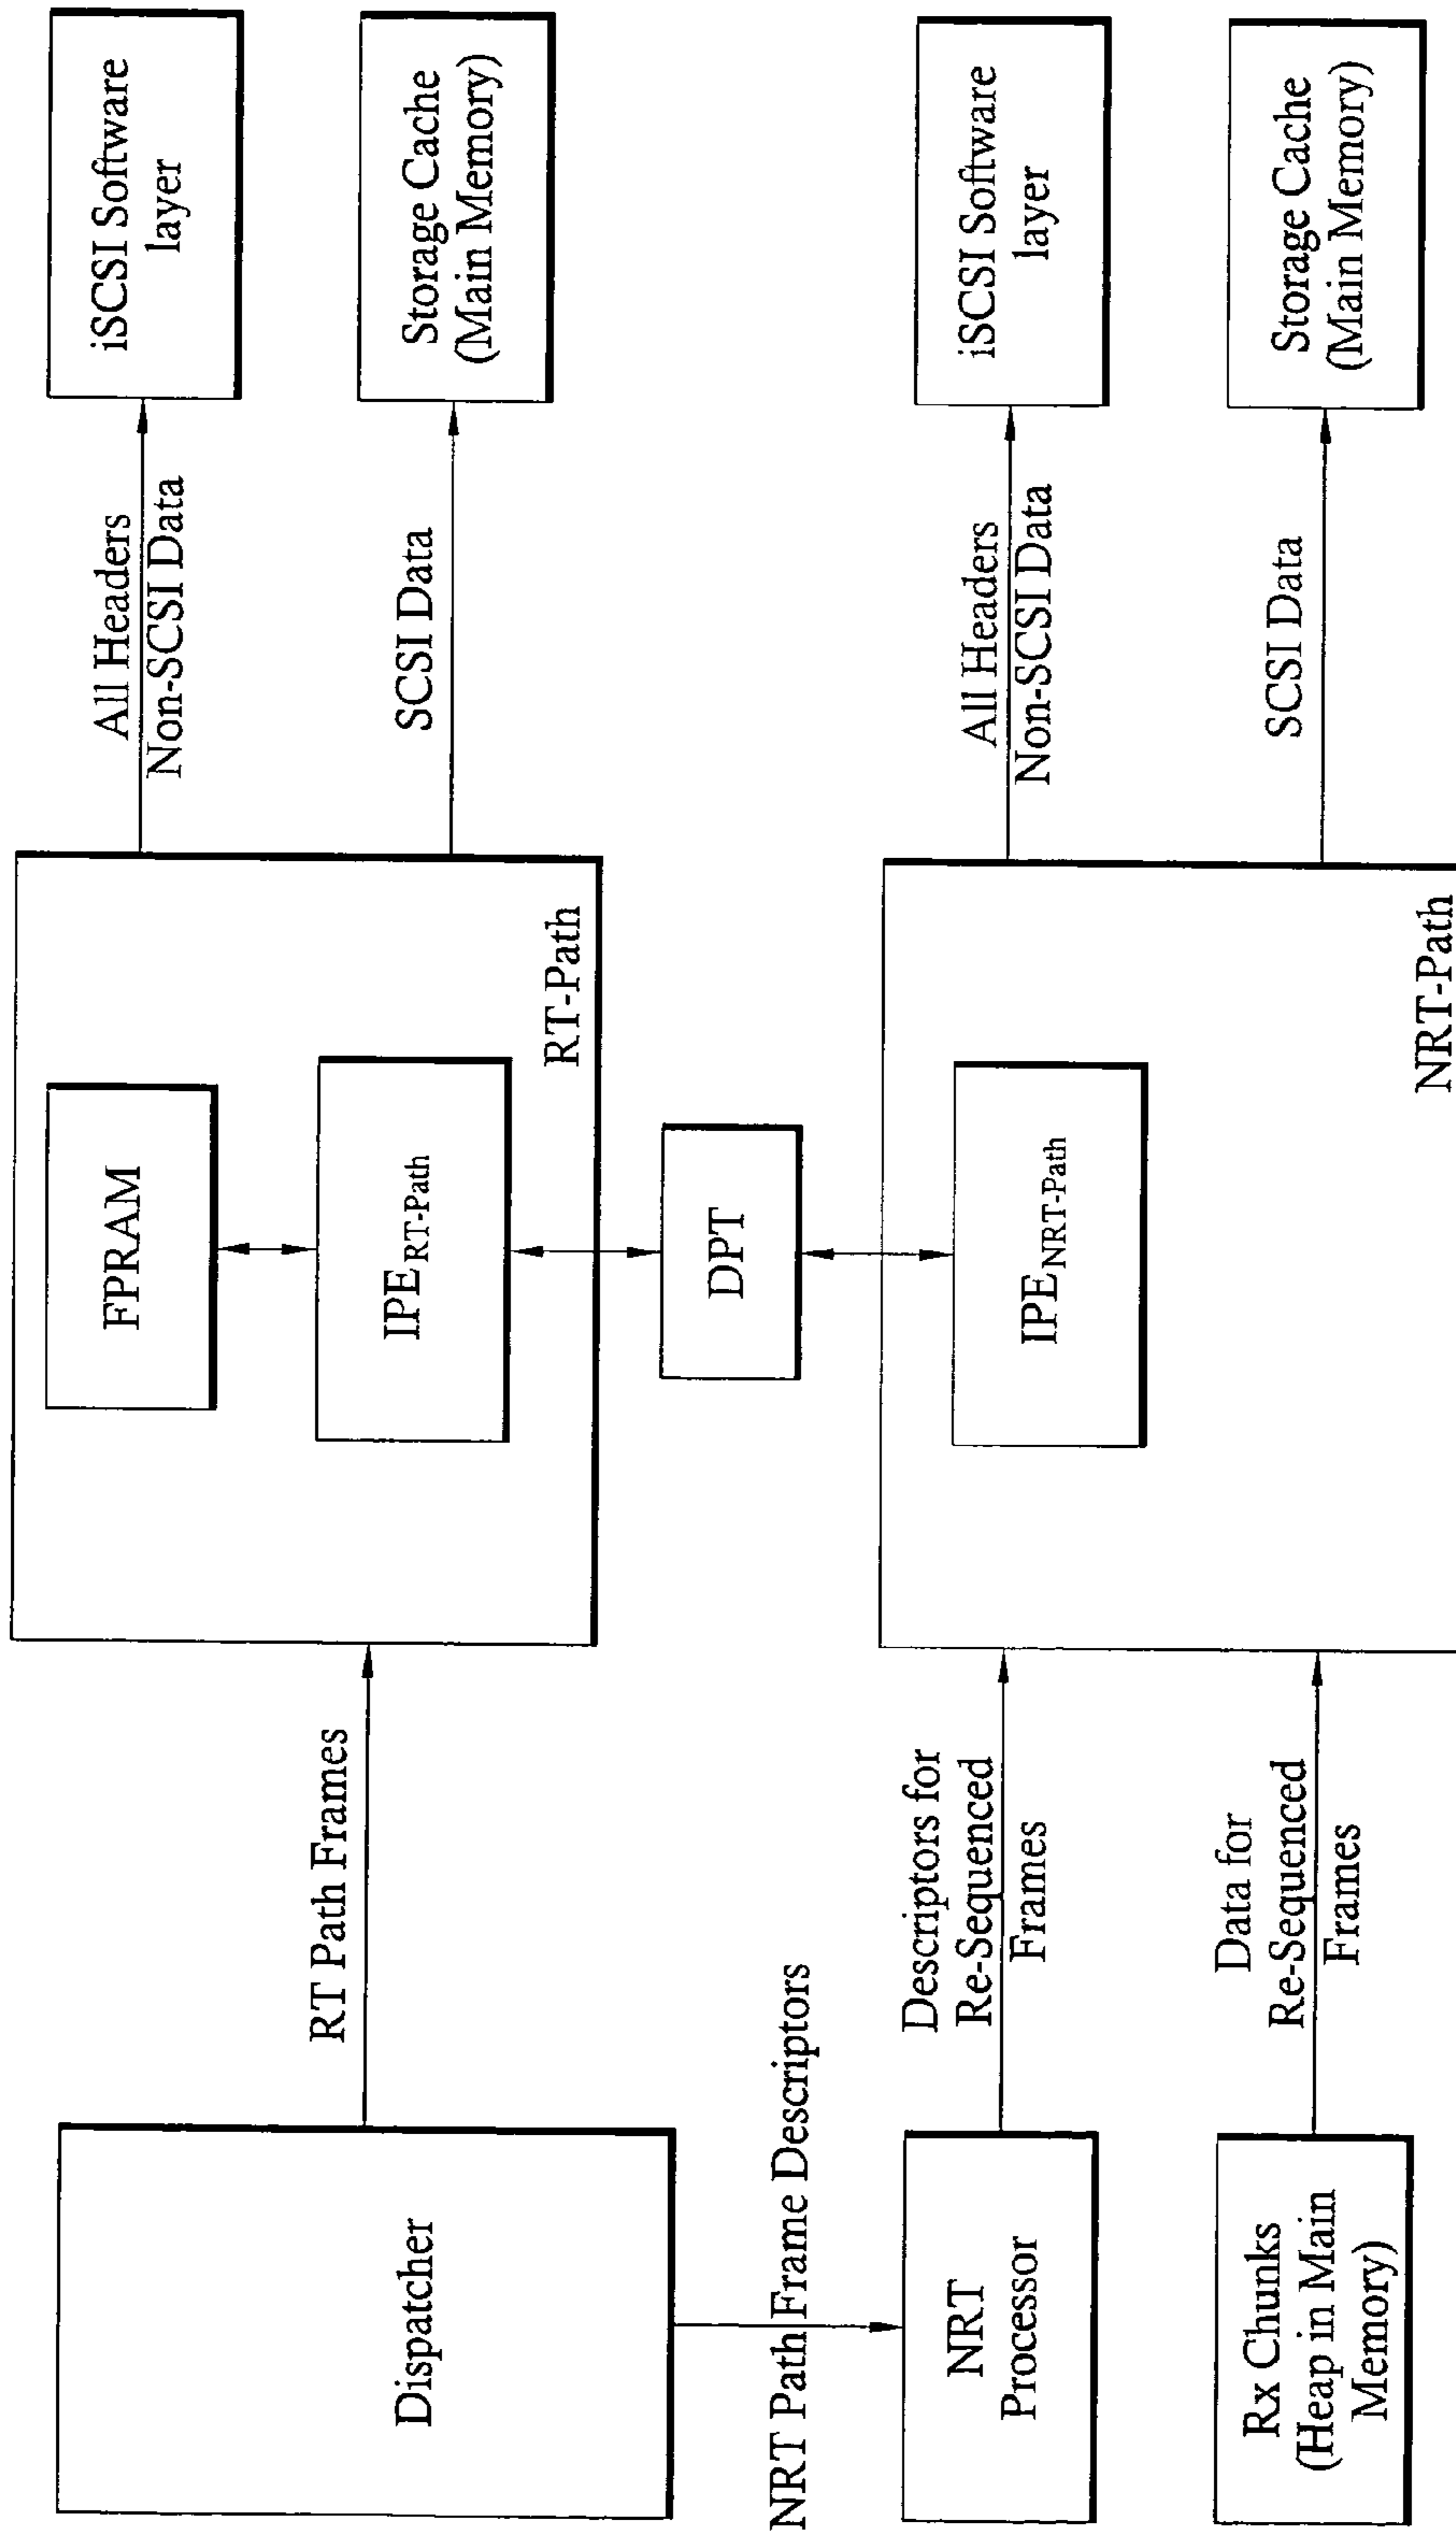 Dispatcher
RT Path Frames
FPRAM
IPE RT-Path
RT-Path
All Headers
Non-SCSI Data
iSCSI Software
layer
SCSI Data
Storage Cache
(Main Memory)
DPT
NRT Path Frame Descriptors
NRT
Processor
Descriptors for
Re-Sequenced
Frames
Rx Chunks
(Heap in Main
Memory)
Data for
Re-Sequenced
Frames
IPE NRT-Path
NRT-Path
All Headers
Non-SCSI Data
iSCSI Software
layer
SCSI Data
Storage Cache
(Main Memory)